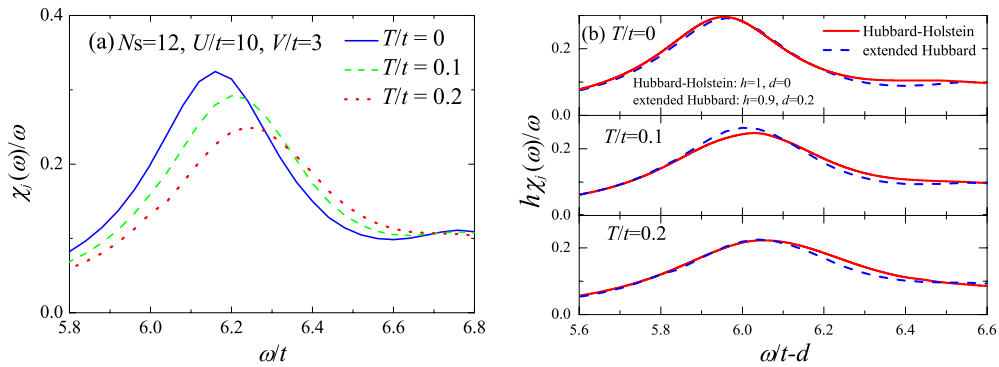 (a) Ns=12, U/t=10, V/t=3
T/t = 0
T/t = 0.1
T/t = 0.2
0.4
0.2
0.0
χj(ω)/ω
5.8 6.0 6.2 6.4 6.6 6.8
ω/t
(b) T/t=0
Hubbard-Holstein
extended Hubbard
Hubbard-Holstein: h=1, d=0
extended Hubbard: h=0.9, d=0.2
0.2
0.0
T/t=0.1
0.2
0.0
T/t=0.2
0.2
0.0
hχj(ω)/ω
5.6 5.8 6.0 6.2 6.4 6.6
ω/t-d